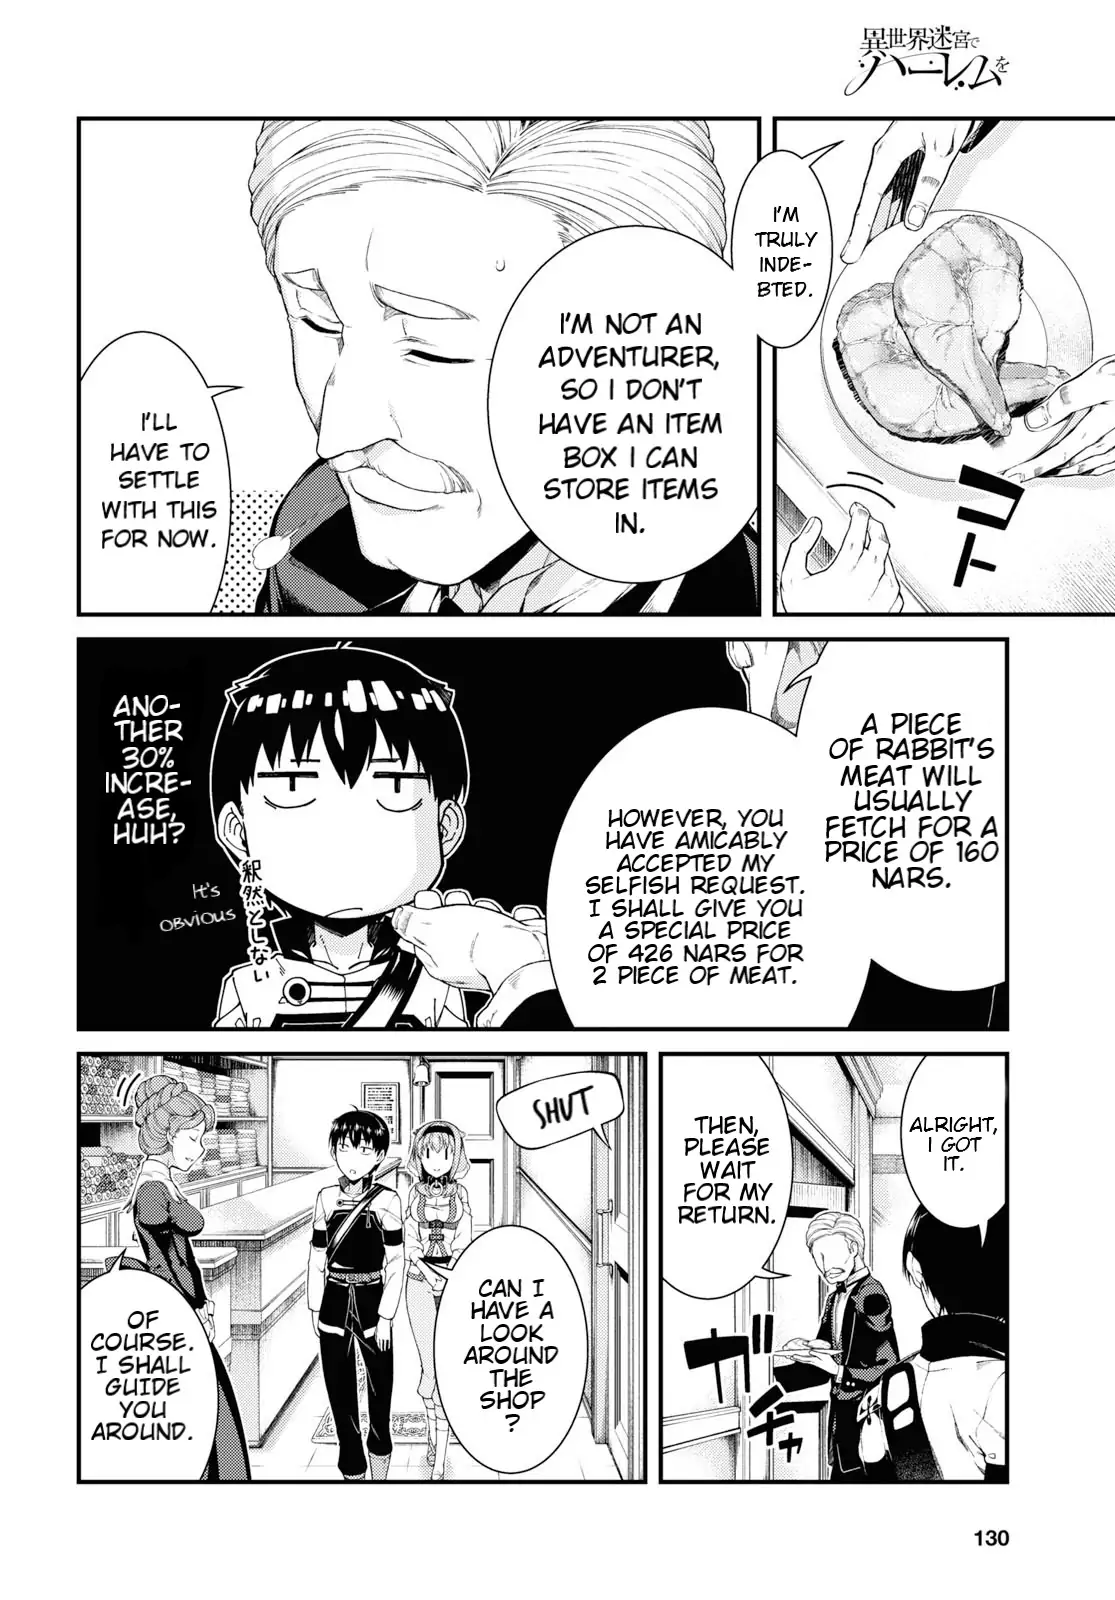 異世界迷宮で
ハーレムを
I'M
TRULY
INDE-
BTED.
コト
I'M NOT AN
ADVENTURER,
SO I DON'T
HAVE AN ITEM
BOX I CAN
STORE ITEMS
IN.
I'LL
HAVE TO
SETTLE
WITH THIS
FOR NOW.
A PIECE
OF RABBIT'S
MEAT WILL
USUALLY
FETCH FOR A
PRICE OF 160
NARS.
HOWEVER, YOU
HAVE AMICABLY
ACCEPTED MY
SELFISH REQUEST.
I SHALL GIVE YOU
A SPECIAL PRICE
OF 426 NARS FOR
2 PIECE OF MEAT.
ANO-
THER
30%
INCRE-
ASE,
HUH?
釈然としない
It's
OBVIOUS
ALRIGHT,
I GOT
IT.
THEN,
PLEASE
WAIT
FOR MY
RETURN.
ガチャ
SHUT
CAN I
HAVE A
LOOK
AROUND
THE
SHOP
?
OF
COURSE.
I SHALL
GUIDE
YOU
AROUND.
130